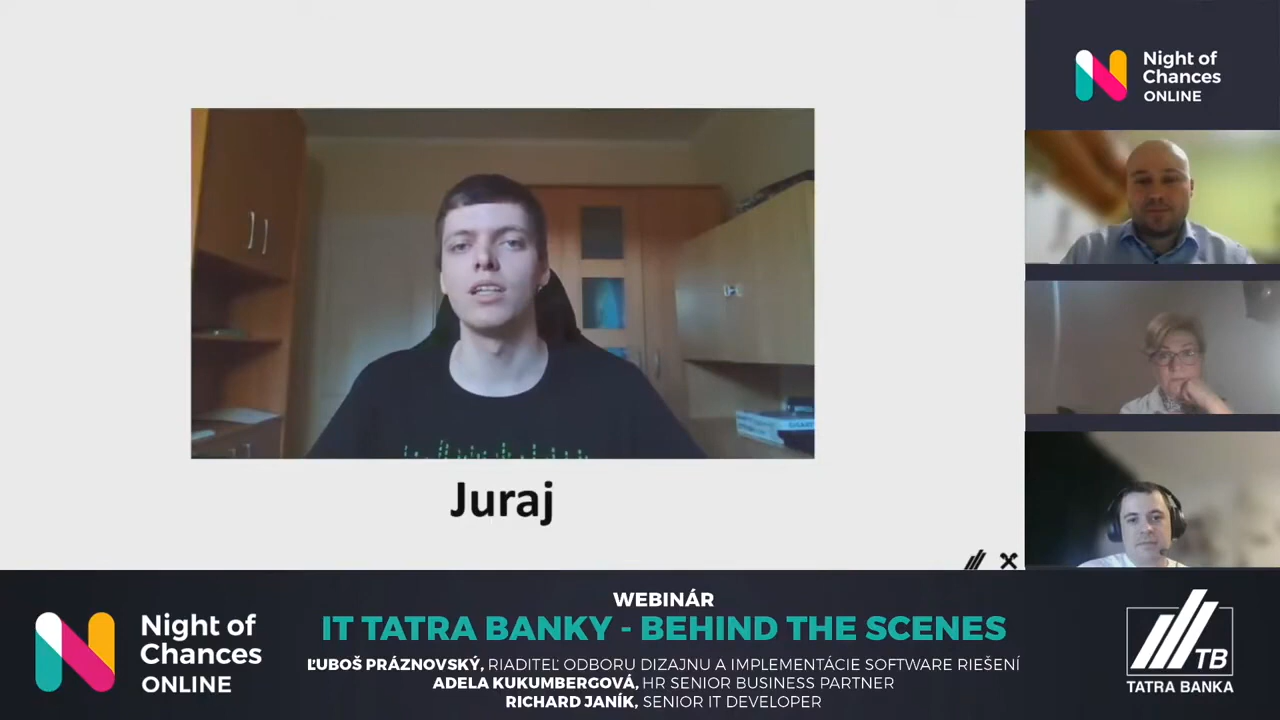 Night of
Chances
ONLINE
Juraj
Night of
Chances
ONLINE
WEBINÁR
IT TATRA BANKY - BEHIND THE SCENES
ĽUBOŠ PRÁZNOVSKÝ, RIADITEĽ ODBORU DIZAJNU A IMPLEMENTÁCIE SOFTWARE RIEŠENÍ
ADELA KUKUMBERGOVÁ, HR SENIOR BUSINESS PARTNER
RICHARD JANÍK, SENIOR IT DEVELOPER
TB
TATRA BANKA